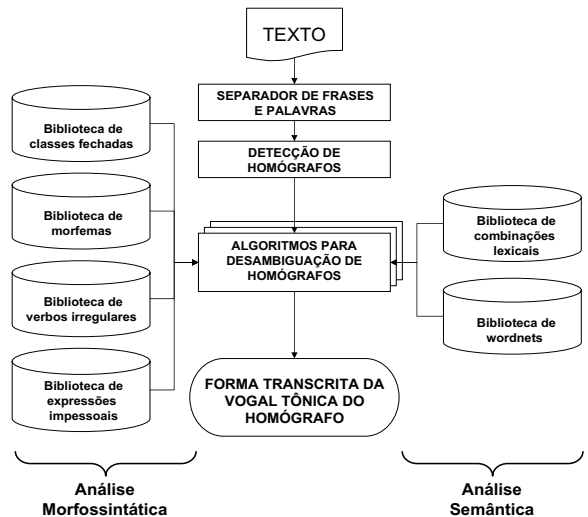 TEXTO
SEPARADOR DE FRASES
E PALAVRAS
DETECÇÃO DE
HOMÓGRAFOS
ALGORITMOS PARA
DESAMBIGUAÇÃO DE
HOMÓGRAFOS
FORMA TRANSCRITA DA
VOGAL TÔNICA DO
HOMÓGRAFO
Biblioteca de
classes fechadas
Biblioteca de
morfemas
Biblioteca de
verbos irregulares
Biblioteca de
expressões
impessoais
Análise
Morfossintática
Biblioteca de
combinações
lexicais
Biblioteca de
wordnets
Análise
Semântica